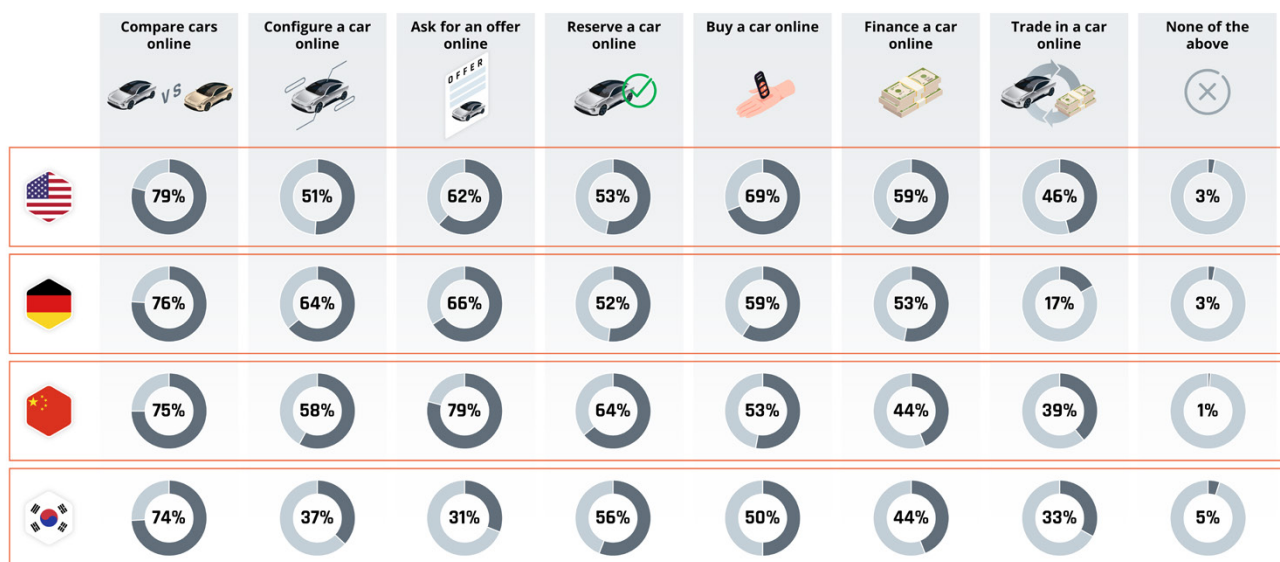 Compare cars
online
Configure a car
online
Ask for an offer
online
Reserve a car
online
Buy a car online
Finance a car
online
Trade in a car
online
None of the
above
VS
OFFER
79%
51%
62%
53%
69%
59%
46%
3%
76%
64%
66%
52%
59%
53%
17%
3%
75%
58%
79%
64%
53%
44%
39%
1%
74%
37%
31%
56%
50%
44%
33%
5%